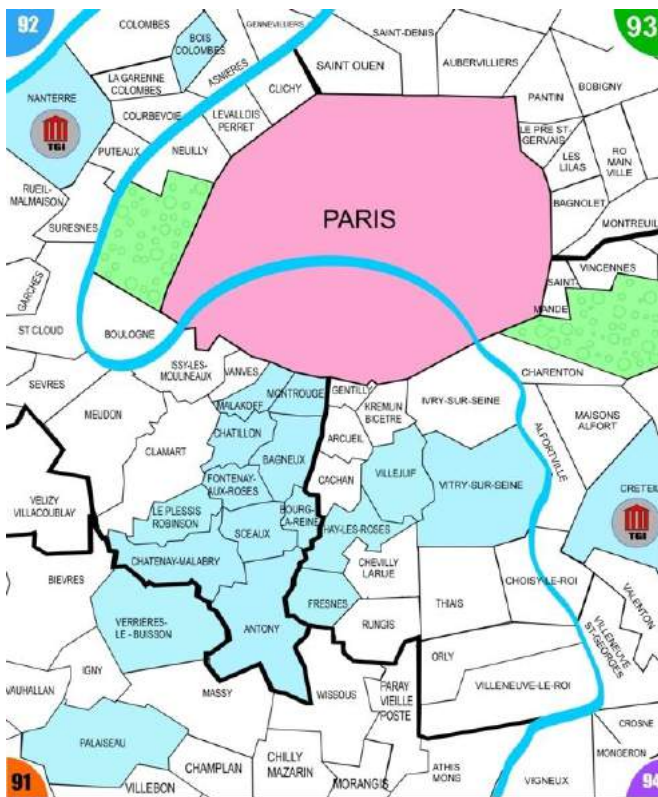 92
COLOMBES
GENNEVILLIERS
SAINT-DENIS
93
BOIS
COLOMBES
ASNIERES
SAINT OUEN
AUBERVILLIERS
LA GARENNE
COLOMBES
CLICHY
PANTIN
BOBIGNY
NANTERRE
COURBEVOIE
LEVALLOIS
PERRET
TGI
PUTEAUX
NEUILLY
LE PRE ST-
GERVAIS
LES
LILAS
RO
MAIN
VILLE
RUEIL-
MALMAISON
SURESNES
PARIS
BAGNOLET
MONTREUIL
GARCHES
VINCENNES
SAINT-
MANDE
ST CLOUD
BOULOGNE
ISSY-LES-
MOULINEAUX
VANVES
CHARENTON
SEVRES
MEUDON
MALAKOFF
MONTROUGE
GENTILLY
KREMLIN
BICETRE
IVRY-SUR-SEINE
MAISONS
ALFORT
ALFORTVILLE
CHATILLON
ARCUEIL
CLAMART
BAGNEUX
CACHAN
VILLEJUIF
VITRY-SUR-SEINE
CRETEIL
TGI
FONTENAY-
AUX-ROSES
VELIZY
VILLACOUBLAY
LE PLESSIS
ROBINSON
BOURG-
LA-REINE
SCEAUX
HAY-LES-ROSES
CHATENAY-MALABRY
CHEVILLY
LARUE
BIEVRES
CHOISY-LE-ROI
VALENTON
FRESNES
THIAIS
VERRIERES-
LE - BUISSON
ANTONY
RUNGIS
VILLENEUVE
ST-GEORGES
ORLY
IGNY
VAUHALLAN
MASSY
WISSOUS
PARAY
VIEILLE
POSTE
VILLENEUVE-LE-ROI
PALAISEAU
CROSNE
MONGERON
CHAMPLAN
CHILLY
MAZARIN
ATHIS
MONS
91
VILLEBON
MORANGIS
VIGNEUX
94